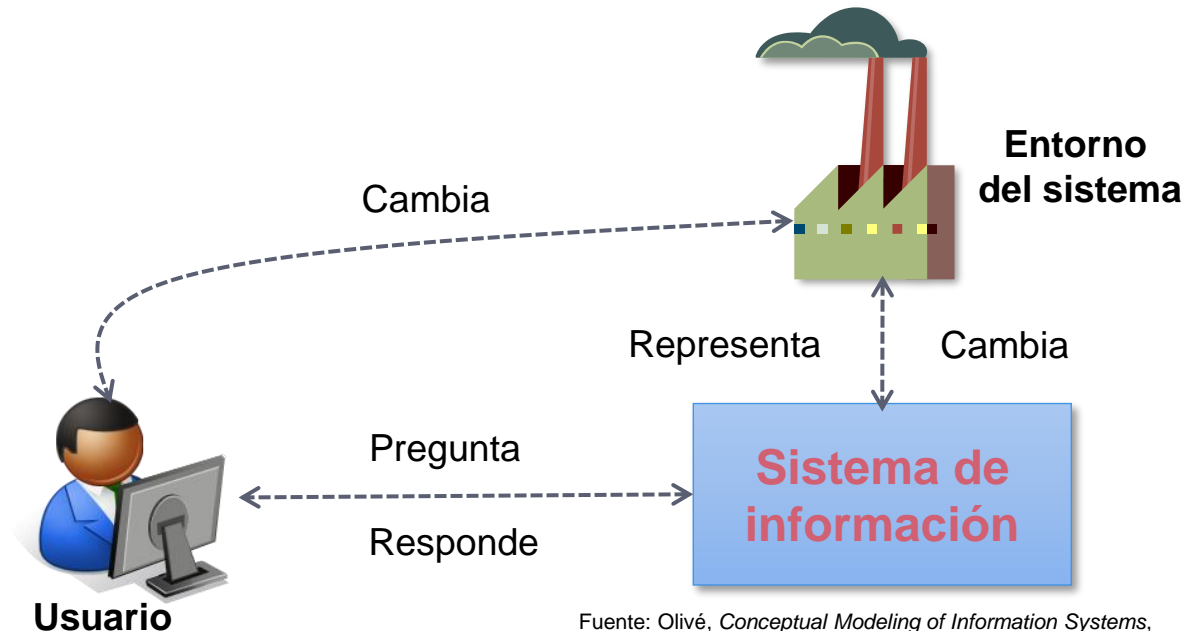 Entorno
del sistema
Cambia
Representa
Cambia
Pregunta
Responde
Sistema de
información
Usuario
Fuente: Olivé, Conceptual Modeling of Information Systems,